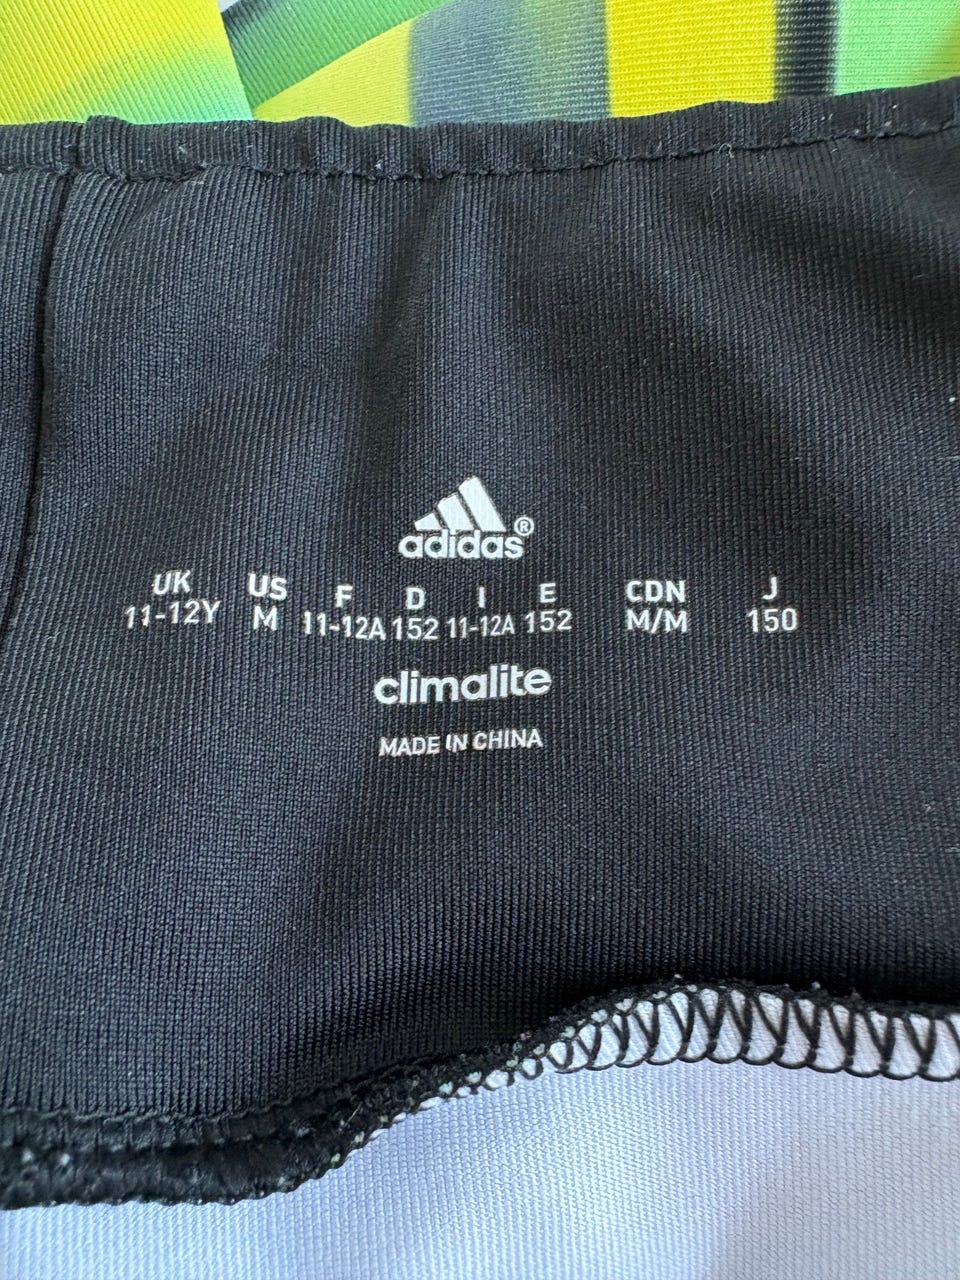 adidas®
UK US F D I E CDN J
11-12Y M 11-12A 152 11-12A 152 M/M 150
climalite
MADE IN CHINA